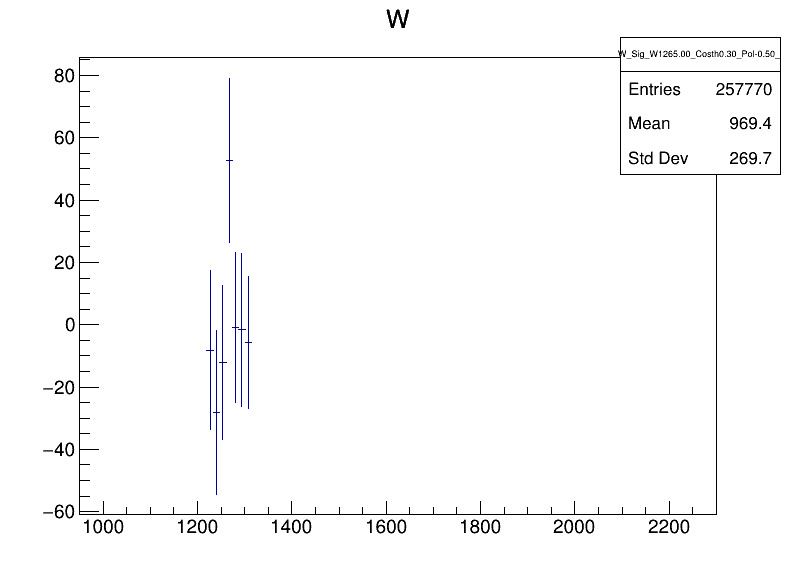 W
W_Sig_W1265.00_Costh0.30_Pol-0.50_
Entries 257770
Mean 969.4
Std Dev 269.7
80
60
40
20
0
−20
−40
−60
1000 1200 1400 1600 1800 2000 2200